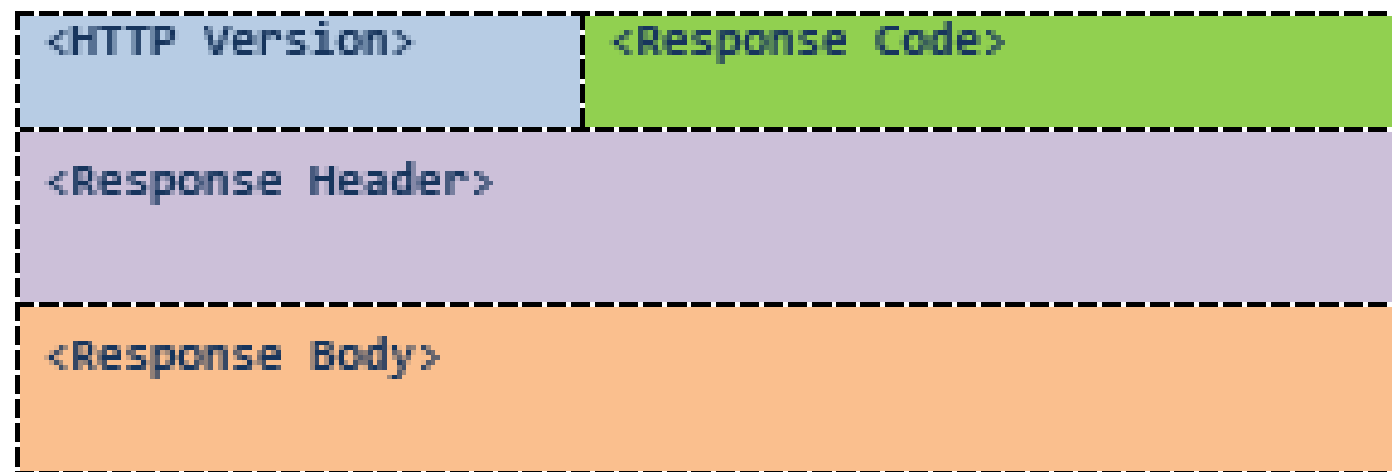 <HTTP Version> <Response Code>
<Response Header>
<Response Body>